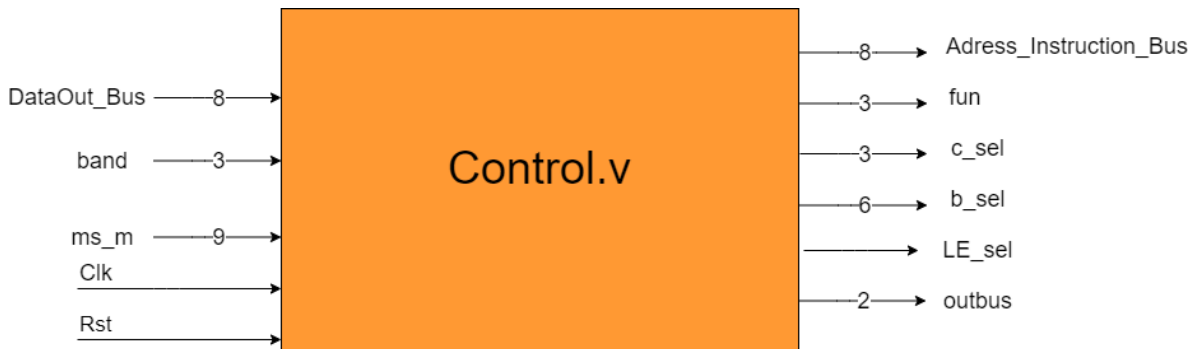 8 Adress_Instruction_Bus
DataOut_Bus 8
3 fun
band 3
Control.v
3 c_sel
6 b_sel
ms_m 9
LE_sel
Clk
2 outbus
Rst